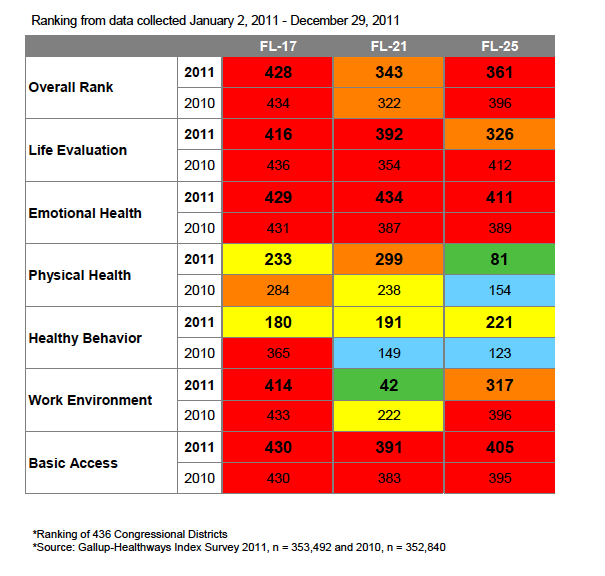 Ranking from data collected January 2, 2011 - December 29, 2011
FL-17 FL-21 FL-25
Overall Rank
2011 428 343 361
2010 434 322 396
Life Evaluation
2011 416 392 326
2010 436 354 412
Emotional Health
2011 429 434 411
2010 431 387 389
Physical Health
2011 233 299 81
2010 284 238 154
Healthy Behavior
2011 180 191 221
2010 365 149 123
Work Environment
2011 414 42 317
2010 433 222 396
Basic Access
2011 430 391 405
2010 430 383 395
*Ranking of 436 Congressional Districts
*Source: Gallup-Healthways Index Survey 2011, n = 353,492 and 2010, n = 352,840